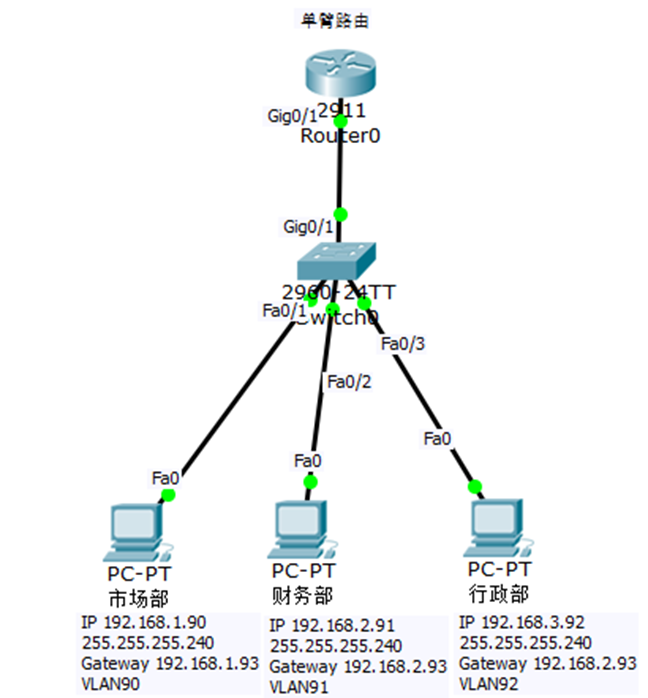 单臂路由
Gig0/1
2911
Router0
Gig0/1
2960-24TT
Switch0
Fa0/1
Fa0/3
Fa0/2
Fa0
Fa0
Fa0
PC-PT
市场部
PC-PT
财务部
PC-PT
行政部
IP 192.168.1.90
255.255.255.240
Gateway 192.168.1.93
VLAN90
IP 192.168.2.91
255.255.255.240
Gateway 192.168.2.93
VLAN91
IP 192.168.3.92
255.255.255.240
Gateway 192.168.2.93
VLAN92